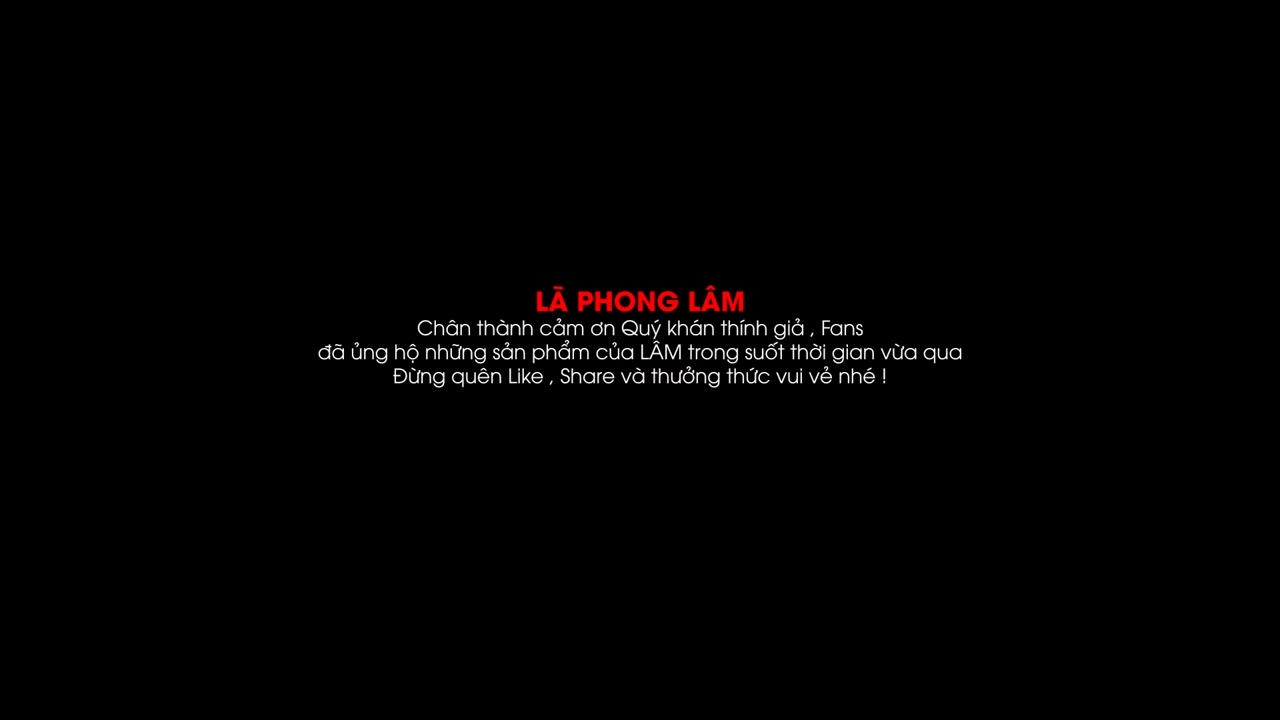 LÃ PHONG LÂM
Chân thành cảm ơn Quý khán thính giả , Fans
đã ủng hộ những sản phẩm của LÂM trong suốt thời gian vừa qua
Đừng quên Like , Share và thưởng thức vui vẻ nhé !